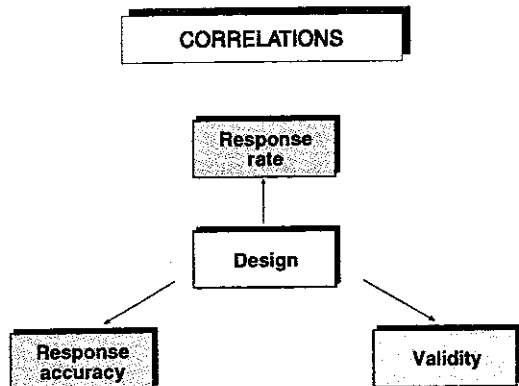 CORRELATIONS
Response
rate
Design
Response
accuracy
Validity